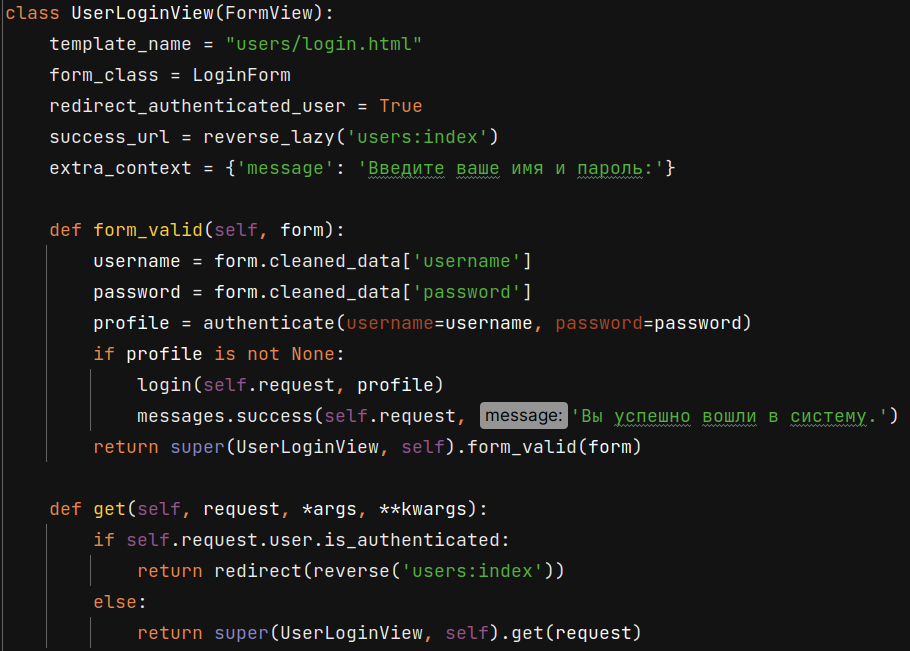 class UserLoginView(FormView):
    template_name = "users/login.html"
    form_class = LoginForm
    redirect_authenticated_user = True
    success_url = reverse_lazy('users:index')
    extra_context = {'message': 'Введите ваше имя и пароль:'}
    def form_valid(self, form):
        username = form.cleaned_data['username']
        password = form.cleaned_data['password']
        profile = authenticate(username=username, password=password)
        if profile is not None:
            login(self.request, profile)
            messages.success(self.request, message: 'Вы успешно вошли в систему.')
        return super(UserLoginView, self).form_valid(form)
    def get(self, request, *args, **kwargs):
        if self.request.user.is_authenticated:
            return redirect(reverse('users:index'))
        else:
            return super(UserLoginView, self).get(request)